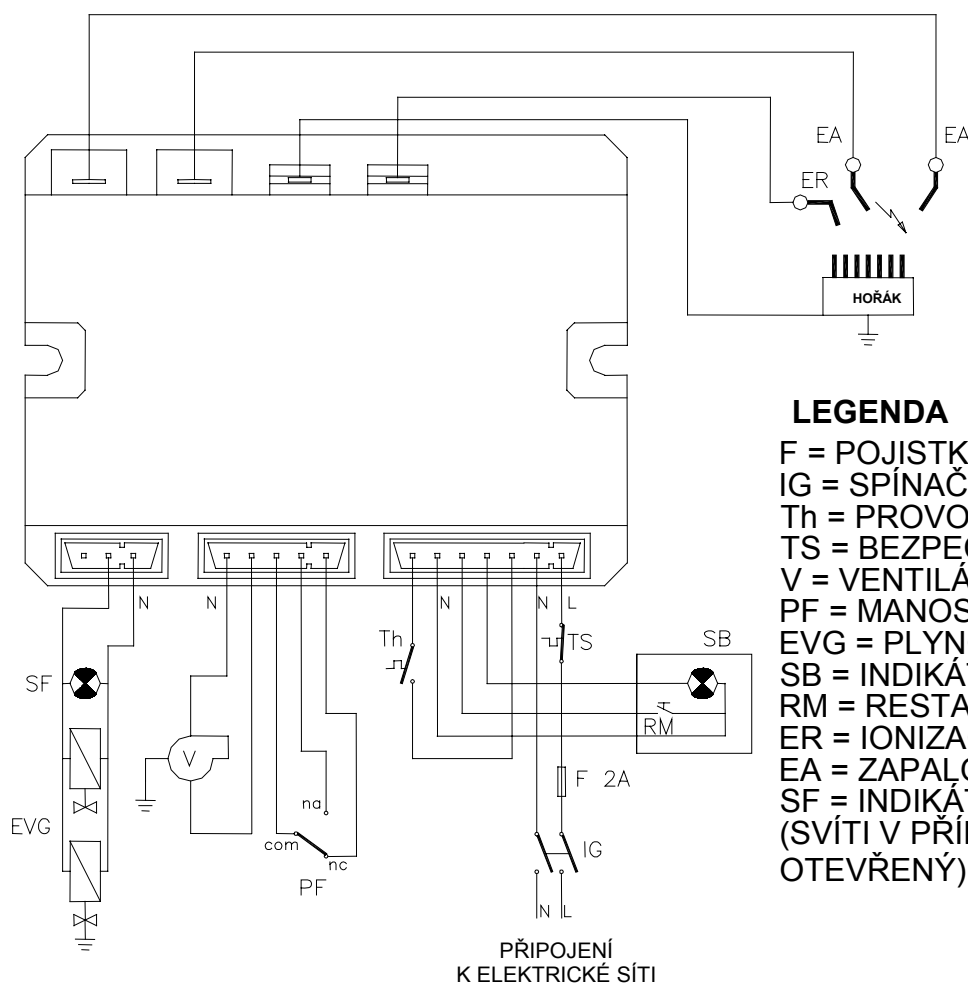 EA
EA
ER
HOŘÁK
LEGENDA
F = POJISTK
IG = SPÍNAČ
Th = PROVO
TS = BEZPEČ
V = VENTILÁ
PF = MANOS
EVG = PLYN
SB = INDIKÁT
RM = RESTA
ER = IONIZA
EA = ZAPALO
SF = INDIKÁT
(SVÍTI V PŘÍF
OTEVŘENÝ)
N
N
N
N
L
Th
TS
SB
SF
RM
V
F 2A
na
EVG
com
nc
IG
PF
N
L
PŘIPOJENÍ
K ELEKTRICKÉ SÍTI